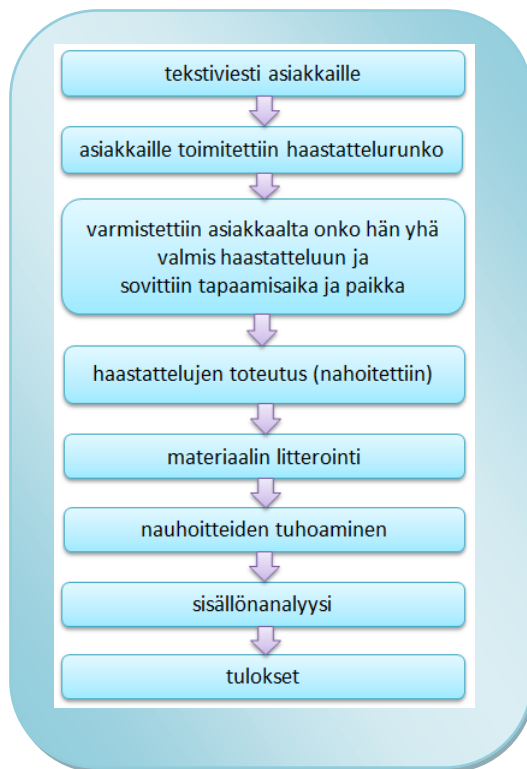 tekstiviesti asiakkaille
asiakkaille toimitettiin haastattelurunko
varmistettiin asiakkaalta onko hän yhä
valmis haastatteluun ja
sovittiin tapaamisaika ja paikka
haastattelujen toteutus (nahoitettiin)
materiaalin litterointi
nauhoitteiden tuhoaminen
sisällönanalyysi
tulokset